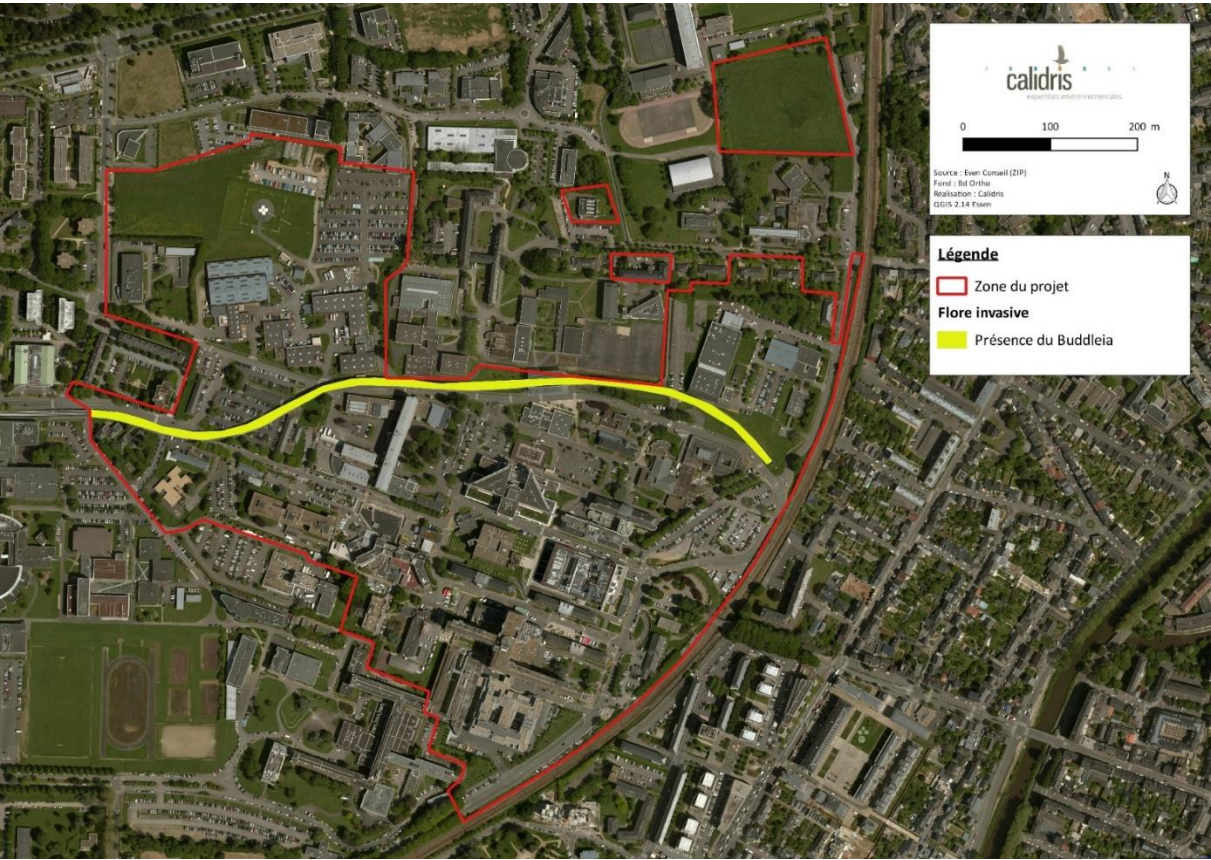 calidris
expertises environnementales
0 100 200 m
Source : Even Conseil (ZIP)
Fond : Bd Ortho
Réalisation : Calidris
QGIS 2.14 Essen
N
Légende
Zone du projet
Flore invasive
Présence du Buddleia